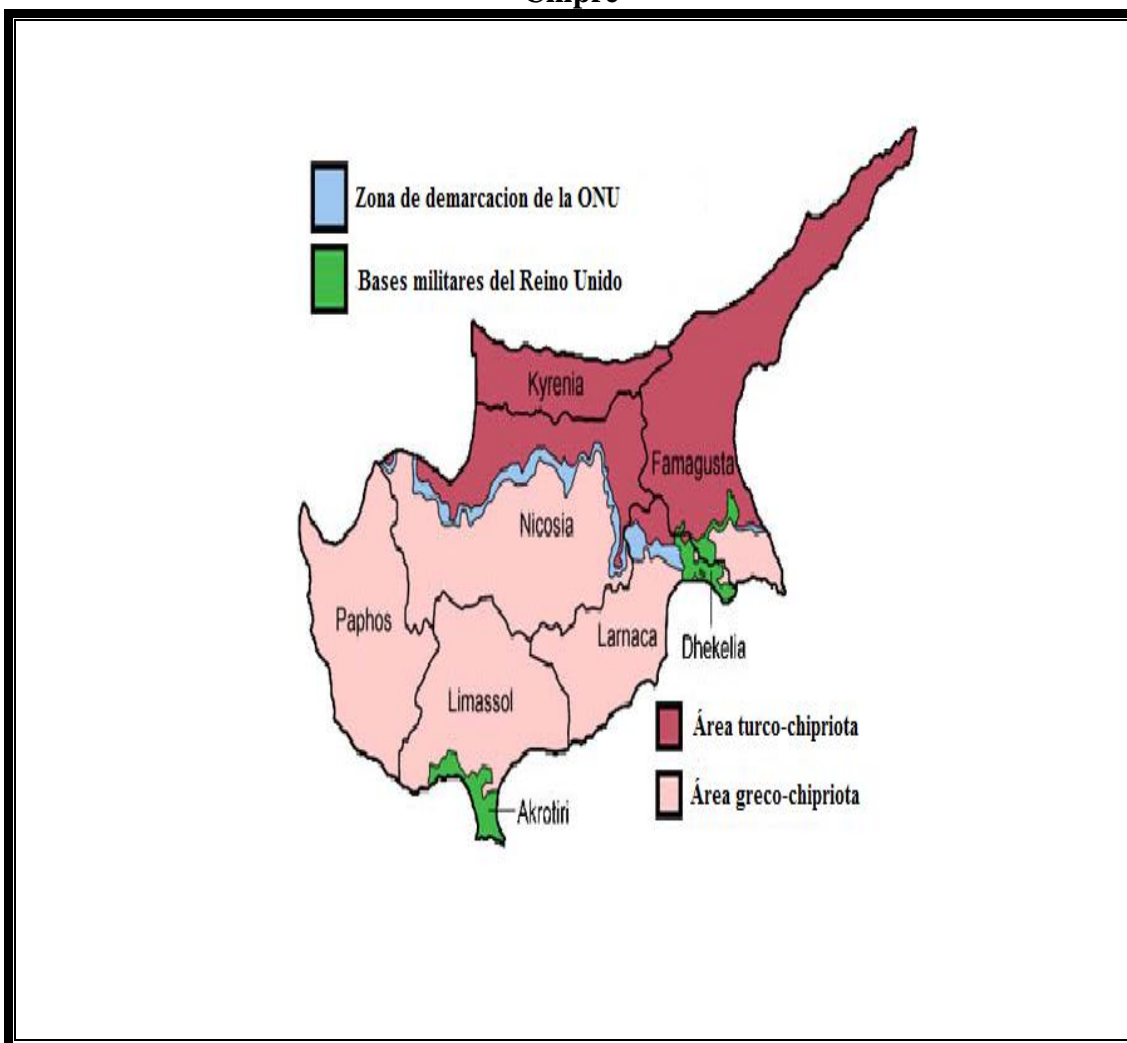 Chipre
Zona de demarcacion de la ONU
Bases militares del Reino Unido
Kyrenia
Famagusta
Nicosia
Paphos
Larnaca
Dhekelia
Limassol
Área turco-chipriota
Área greco-chipriota
Akrotiri